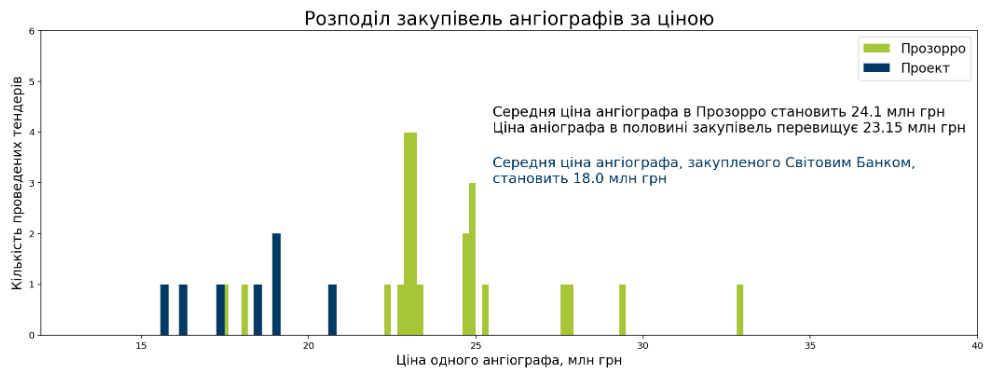 Розподіл закупівель ангіографів за ціною
Прозорро
Проект
Середня ціна ангіографа в Прозорро становить 24.1 млн грн
Ціна аніографа в половині закупівель перевищує 23.15 млн грн
Середня ціна ангіографа, закупленого Світовим Банком,
становить 18.0 млн грн
Кількість проведених тендерів
6
5
4
3
2
1
0
15 20 25 30 35 40
Ціна одного ангіографа, млн грн